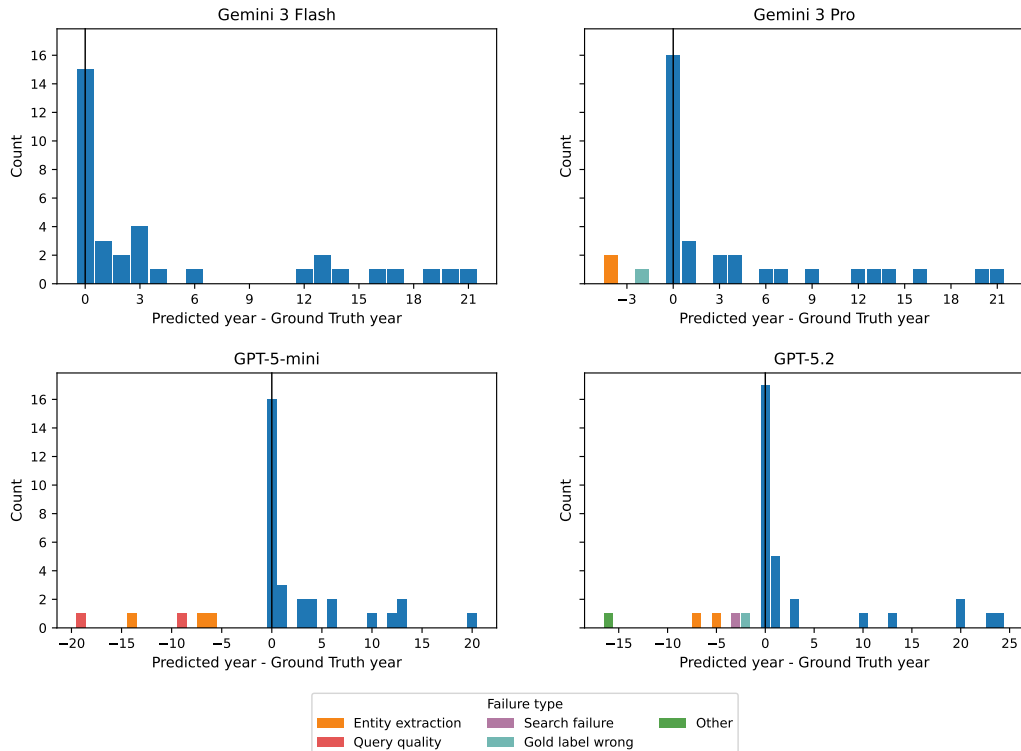 Gemini 3 Flash
Count
16
14
12
10
8
6
4
2
0
0 3 6 9 12 15 18 21
Predicted year - Ground Truth year
Gemini 3 Pro
Count
−3 0 3 6 9 12 15 18 21
Predicted year - Ground Truth year
GPT-5-mini
Count
16
14
12
10
8
6
4
2
0
−20 −15 −10 −5 0 5 10 15 20
Predicted year - Ground Truth year
GPT-5.2
Count
−15 −10 −5 0 5 10 15 20 25
Predicted year - Ground Truth year
Failure type
Entity extraction Search failure Other
Query quality Gold label wrong